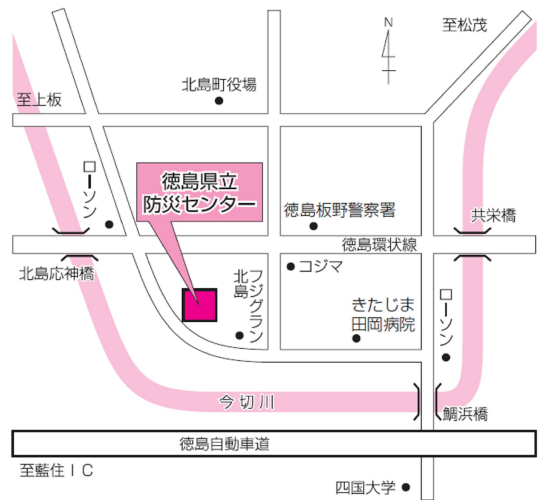 N
至松茂
北島町役場
至上板
ローソン
徳島県立
防災センター
徳島板野警察署
共栄橋
徳島環状線
北島応神橋
コジマ
フジグラン
北島
きたじま
田岡病院
ローソン
今切川
鯛浜橋
徳島自動車道
至藍住IC
四国大学